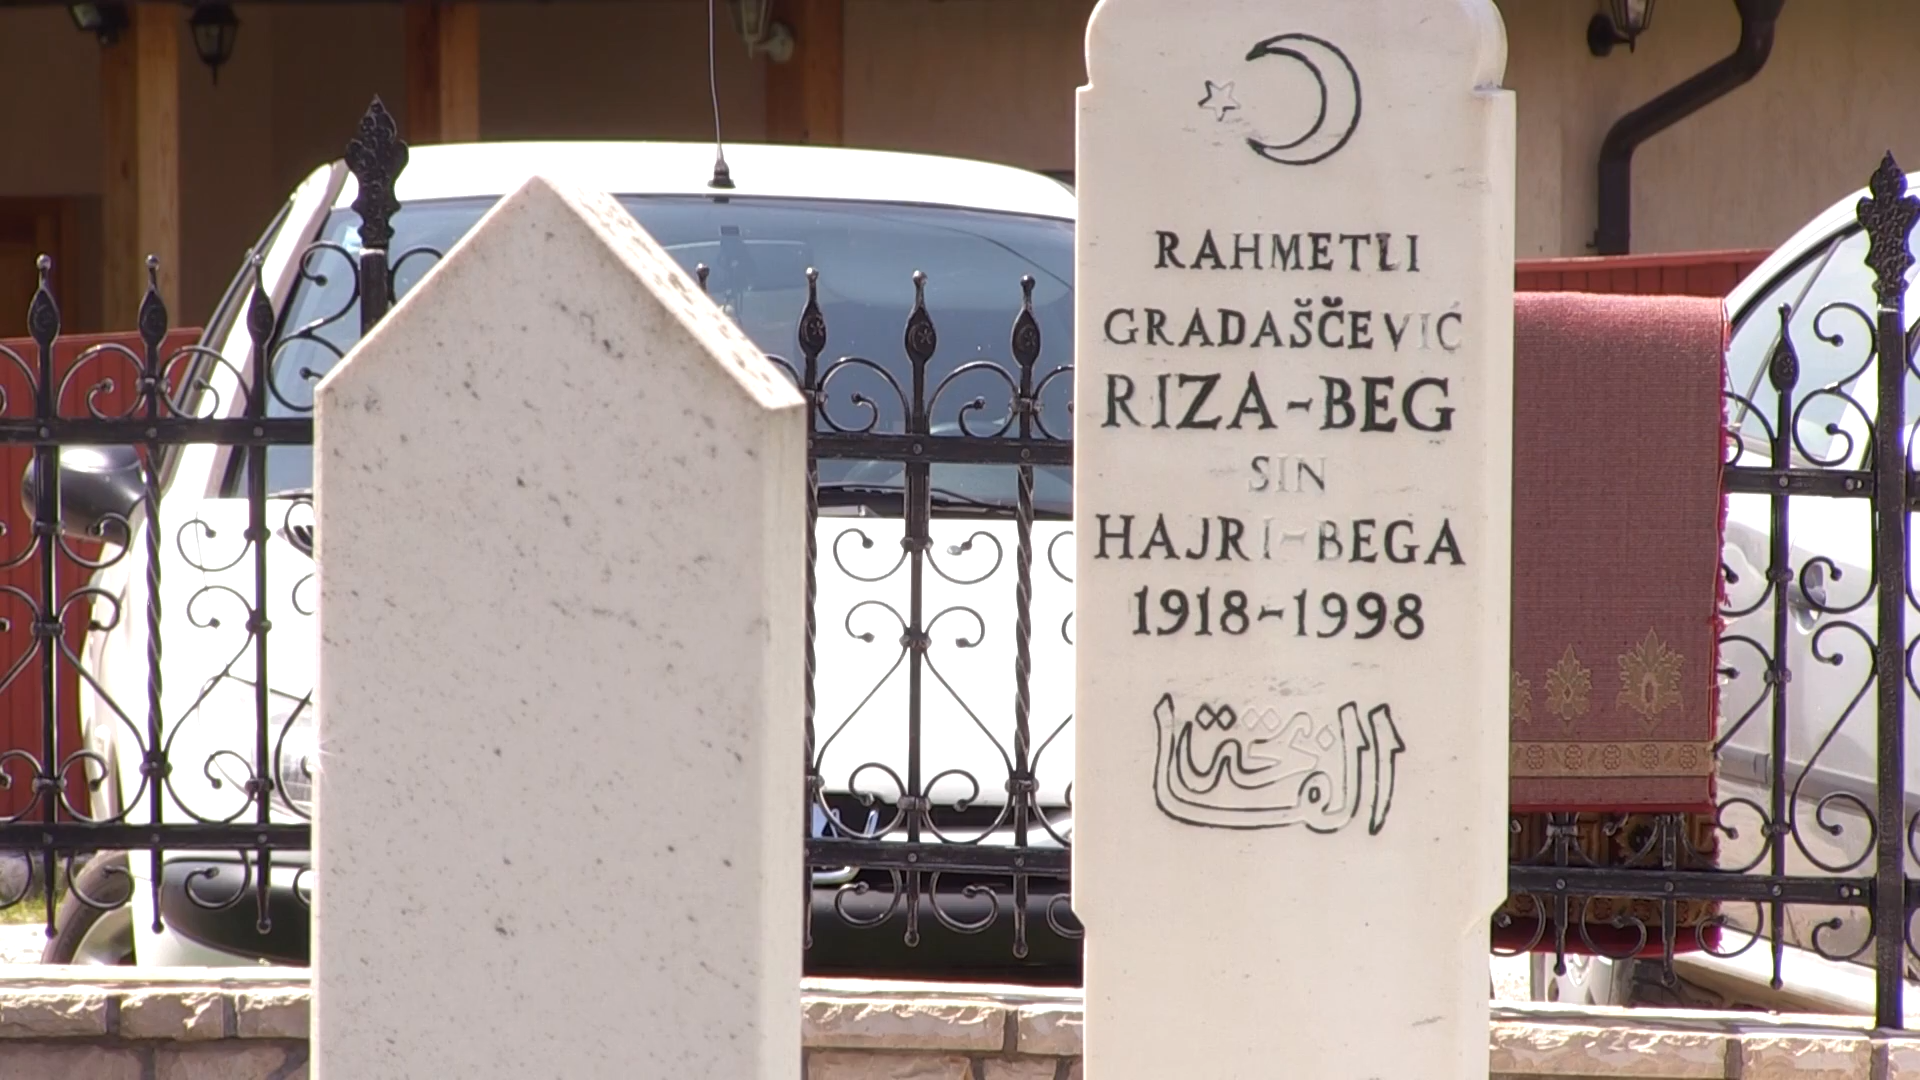 RAHMETLI
GRADAŠČEVIĆ
RIZA-BEG
SIN
HAJRI-BEGA
1918-1998
الفاتحة